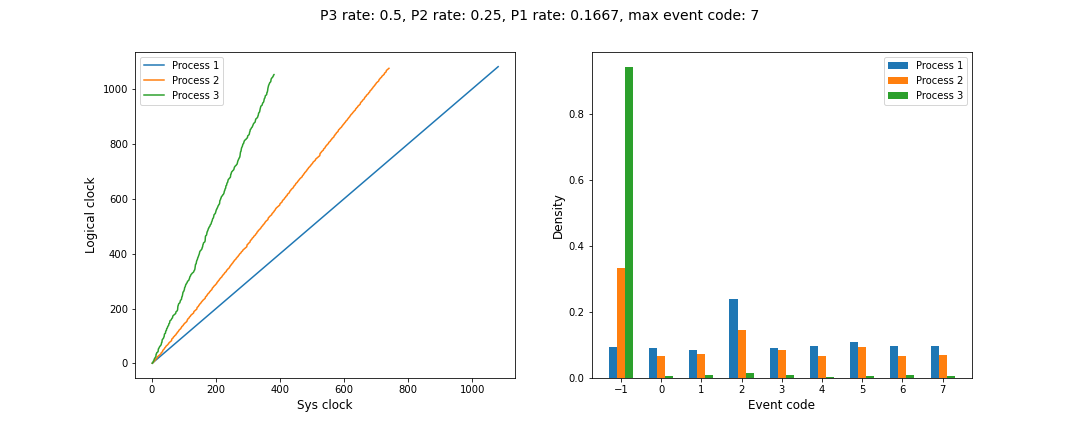 P3 rate: 0.5, P2 rate: 0.25, P1 rate: 0.1667, max event code: 7
Process 1
Process 2
Process 3
1000
800
600
400
200
0
Logical clock
0 200 400 600 800 1000
Sys clock
Process 1
Process 2
Process 3
0.8
0.6
0.4
0.2
0.0
Density
−1 0 1 2 3 4 5 6 7
Event code